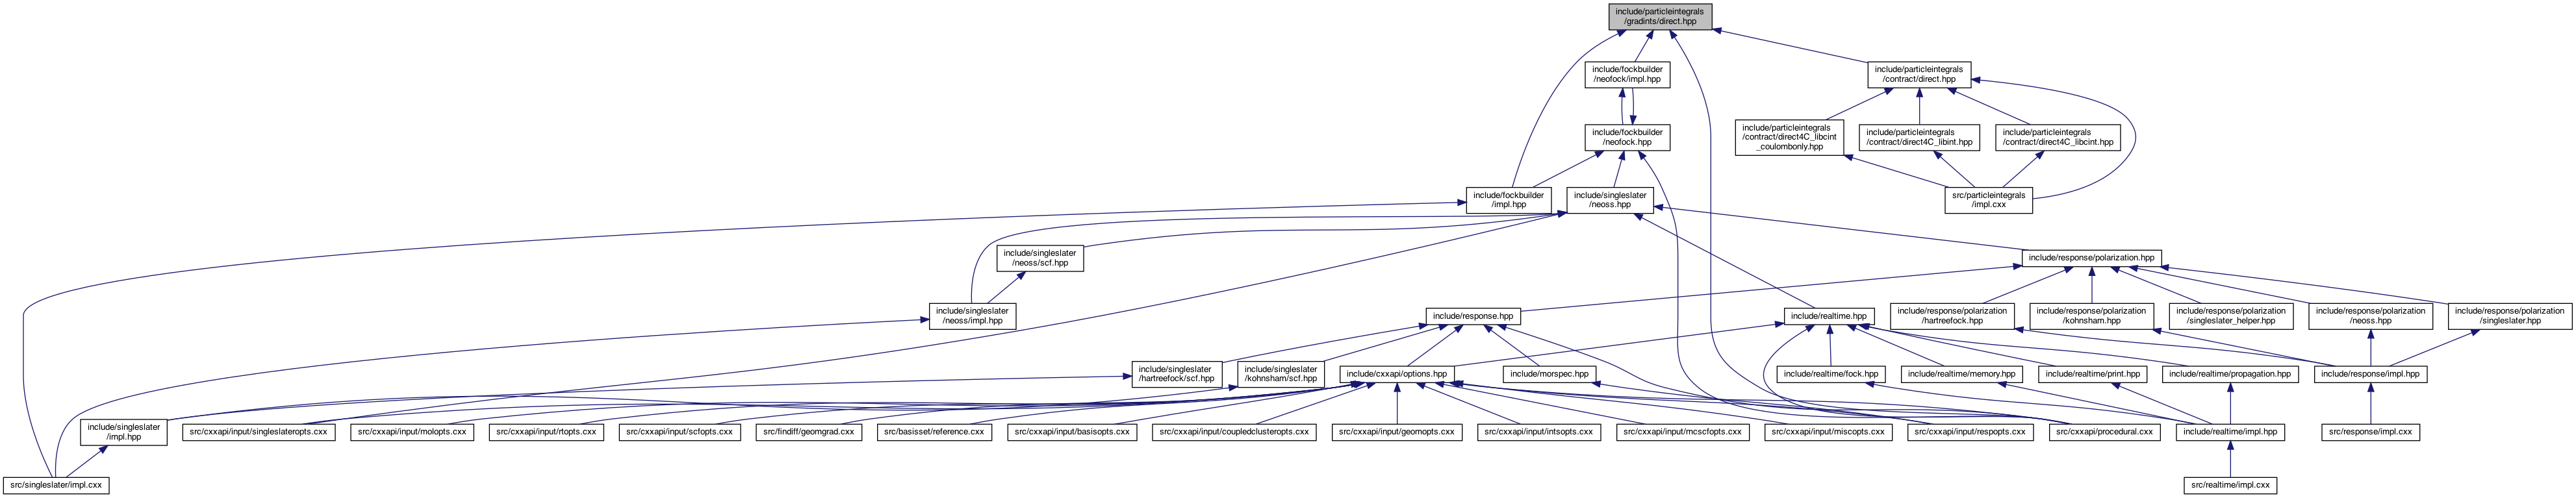 include/particleintegrals
/gradints/direct.hpp
include/fockbuilder
/neofock/impl.hpp
include/particleintegrals
/contract/direct.hpp
include/fockbuilder
/neofock.hpp
include/particleintegrals
/contract/direct4C_libcint
_coulombonly.hpp
include/particleintegrals
/contract/direct4C_libint.hpp
include/particleintegrals
/contract/direct4C_libcint.hpp
include/fockbuilder
/impl.hpp
include/singleslater
/neoss.hpp
src/particleintegrals
/impl.cxx
include/singleslater
/neoss/scf.hpp
include/response/polarization.hpp
include/singleslater
/neoss/impl.hpp
include/response.hpp
include/realtime.hpp
include/response/polarization
/hartreefock.hpp
include/response/polarization
/kohnsham.hpp
include/response/polarization
/singleslater_helper.hpp
include/response/polarization
/neoss.hpp
include/response/polarization
/singleslater.hpp
include/singleslater
/hartreefock/scf.hpp
include/singleslater
/kohnsham/scf.hpp
include/cxxapi/options.hpp
include/morspec.hpp
include/realtime/fock.hpp
include/realtime/memory.hpp
include/realtime/print.hpp
include/realtime/propagation.hpp
include/response/impl.hpp
include/singleslater
/impl.hpp
src/cxxapi/input/singleslateropts.cxx
src/cxxapi/input/molopts.cxx
src/cxxapi/input/rtopts.cxx
src/cxxapi/input/scfopts.cxx
src/findiff/geomgrad.cxx
src/basisset/reference.cxx
src/cxxapi/input/basisopts.cxx
src/cxxapi/input/coupledclusteropts.cxx
src/cxxapi/input/geomopts.cxx
src/cxxapi/input/intsopts.cxx
src/cxxapi/input/mcscfopts.cxx
src/cxxapi/input/miscopts.cxx
src/cxxapi/input/respopts.cxx
src/cxxapi/procedural.cxx
include/realtime/impl.hpp
src/response/impl.cxx
src/singleslater/impl.cxx
src/realtime/impl.cxx